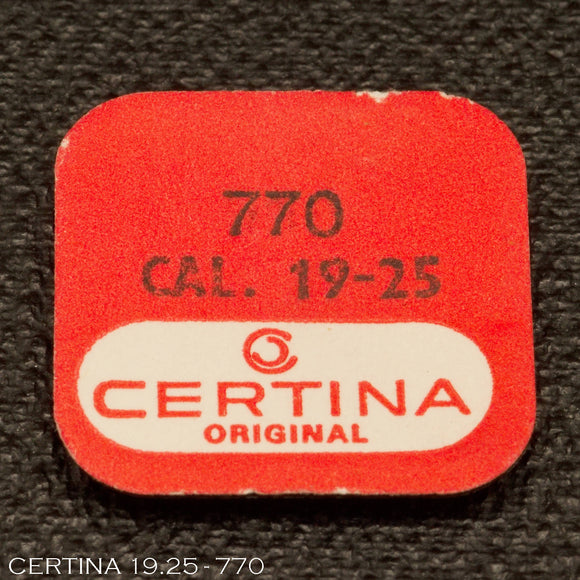 770
CAL. 19-25
CERTINA
ORIGINAL
CERTINA 19.25 - 770